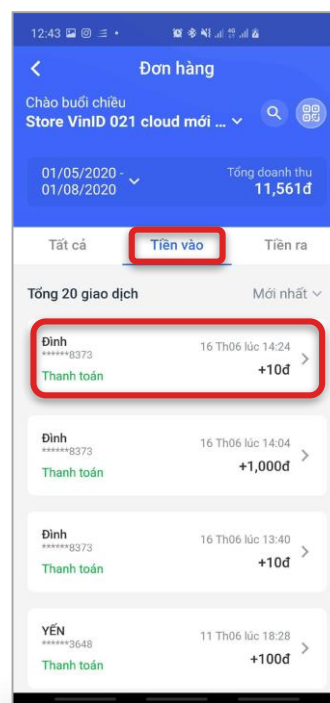 12:43
Đơn hàng
Chào buổi chiều
Store VinID 021 cloud mới ...
01/05/2020 -
01/08/2020
Tổng doanh thu
11,561đ
Tất cả
Tiền vào
Tiền ra
Tổng 20 giao dịch
Mới nhất
Đình
******8373
Thanh toán
16 Th06 lúc 14:24
+10đ
Đình
******8373
Thanh toán
16 Th06 lúc 14:04
+1,000đ
Đình
******8373
Thanh toán
16 Th06 lúc 13:40
+10đ
YẾN
******3648
Thanh toán
11 Th06 lúc 18:28
+100đ